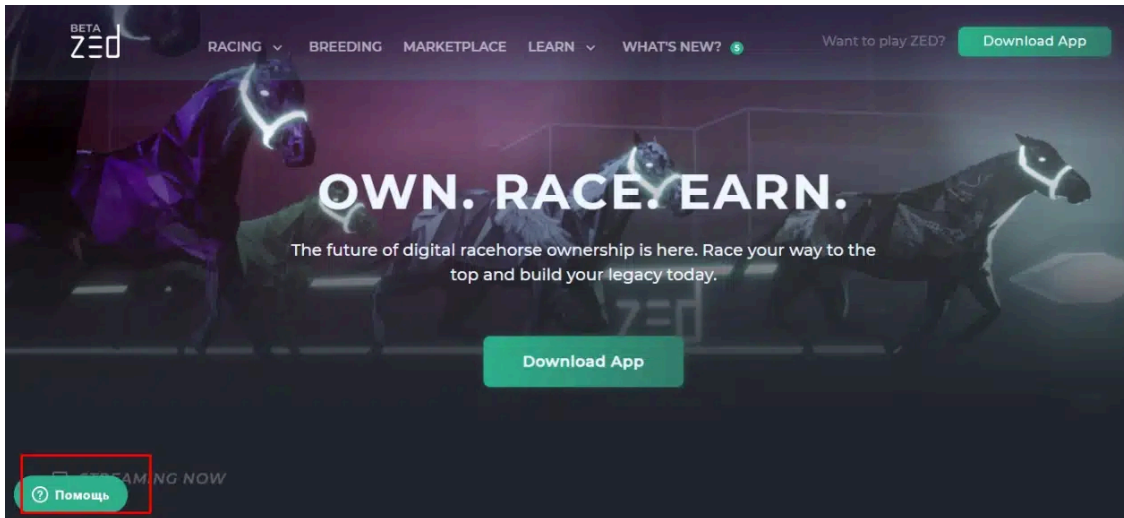 BETA
ZED
RACING
BREEDING
MARKETPLACE
LEARN
WHAT'S NEW? 5
Want to play ZED?
Download App
OWN. RACE. EARN.
The future of digital racehorse ownership is here. Race your way to the
top and build your legacy today.
ZED
Download App
STREAMING NOW
Помощь